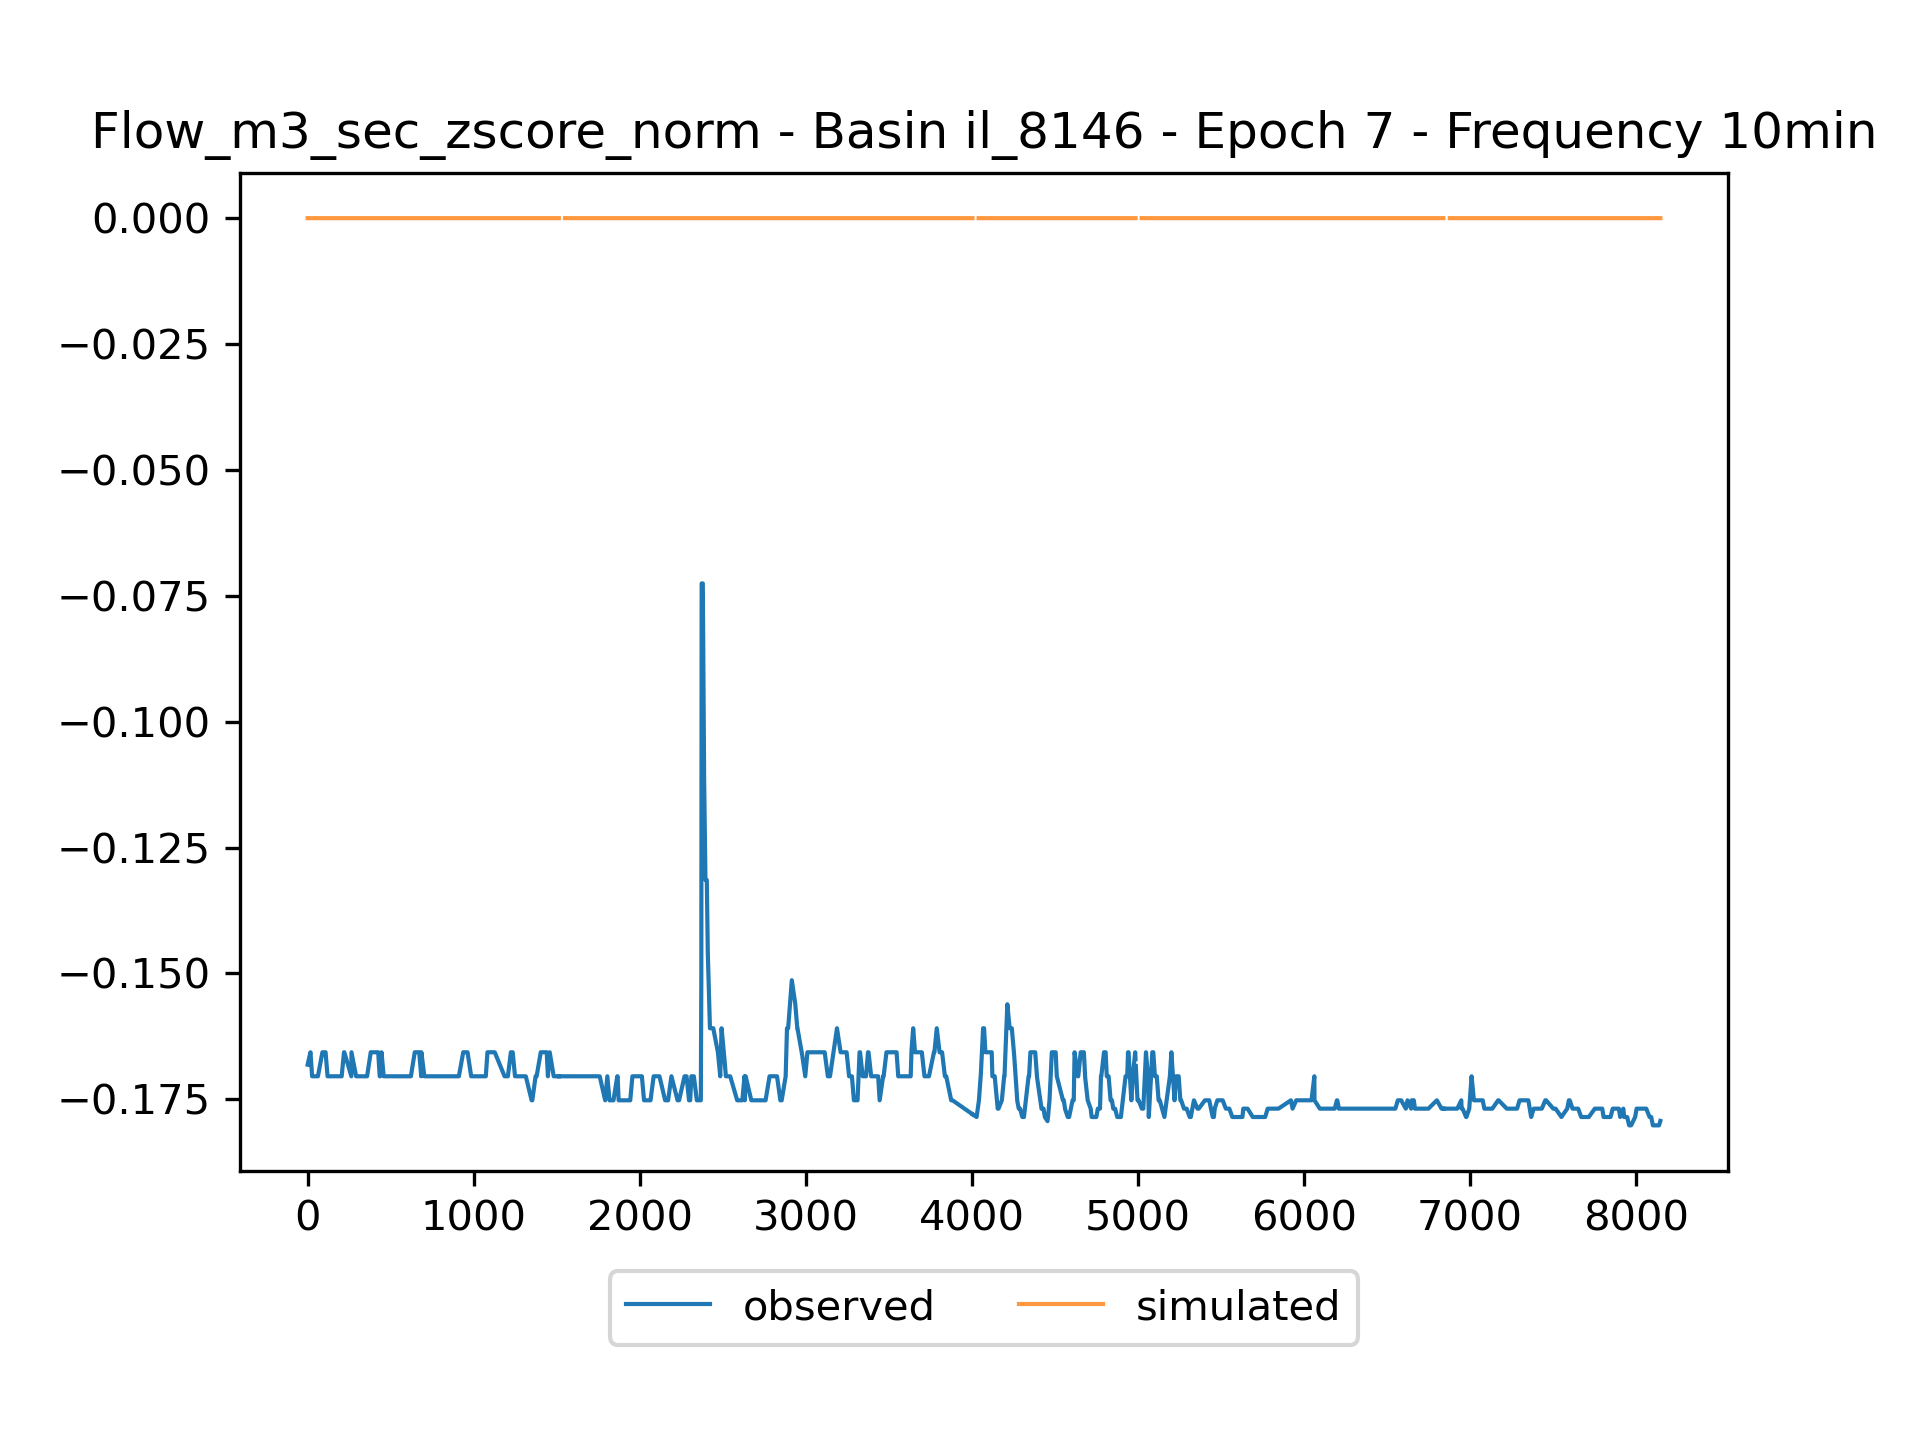 Flow_m3_sec_zscore_norm - Basin il_8146 - Epoch 7 - Frequency 10min
0.000
−0.025
−0.050
−0.075
−0.100
−0.125
−0.150
−0.175
0 1000 2000 3000 4000 5000 6000 7000 8000
observed simulated